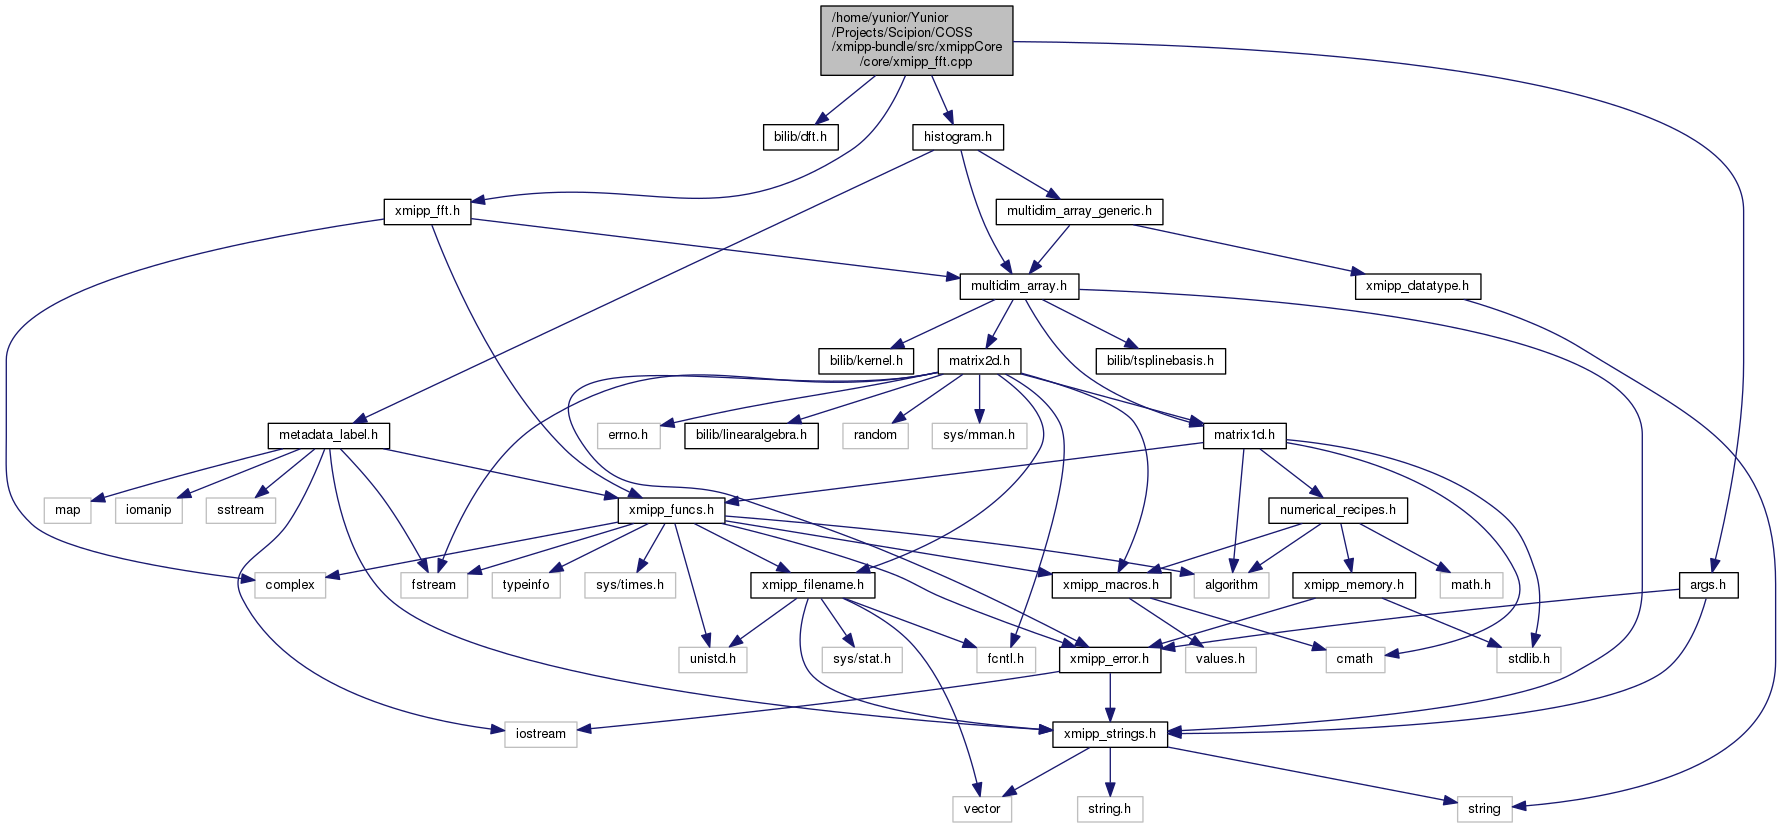 /home/yunior/Yunior
/Projects/Scipion/COSS
/xmipp-bundle/src/xmippCore
/core/xmipp_fft.cpp
bilib/dft.h
histogram.h
xmipp_fft.h
multidim_array_generic.h
multidim_array.h
xmipp_datatype.h
bilib/kernel.h
matrix2d.h
bilib/tsplinebasis.h
metadata_label.h
errno.h
bilib/linearalgebra.h
random
sys/mman.h
matrix1d.h
map
iomanip
sstream
xmipp_funcs.h
numerical_recipes.h
complex
fstream
typeinfo
sys/times.h
xmipp_filename.h
xmipp_macros.h
algorithm
xmipp_memory.h
math.h
args.h
unistd.h
sys/stat.h
fcntl.h
xmipp_error.h
values.h
cmath
stdlib.h
iostream
xmipp_strings.h
vector
string.h
string